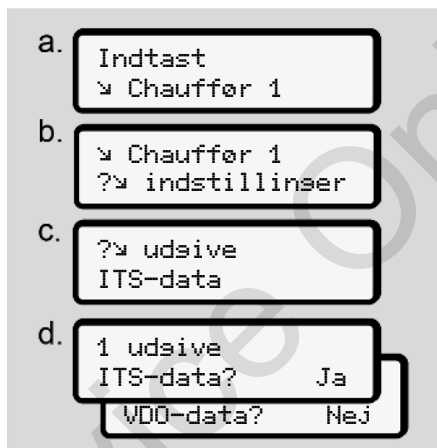 a.
Indtast
↘ Chauffør 1
b.
↘ Chauffør 1
?↘ indstillinger
c.
?↘ udgive
ITS-data
d.
1 udgive
ITS-data? Ja
VDO-data? Nej